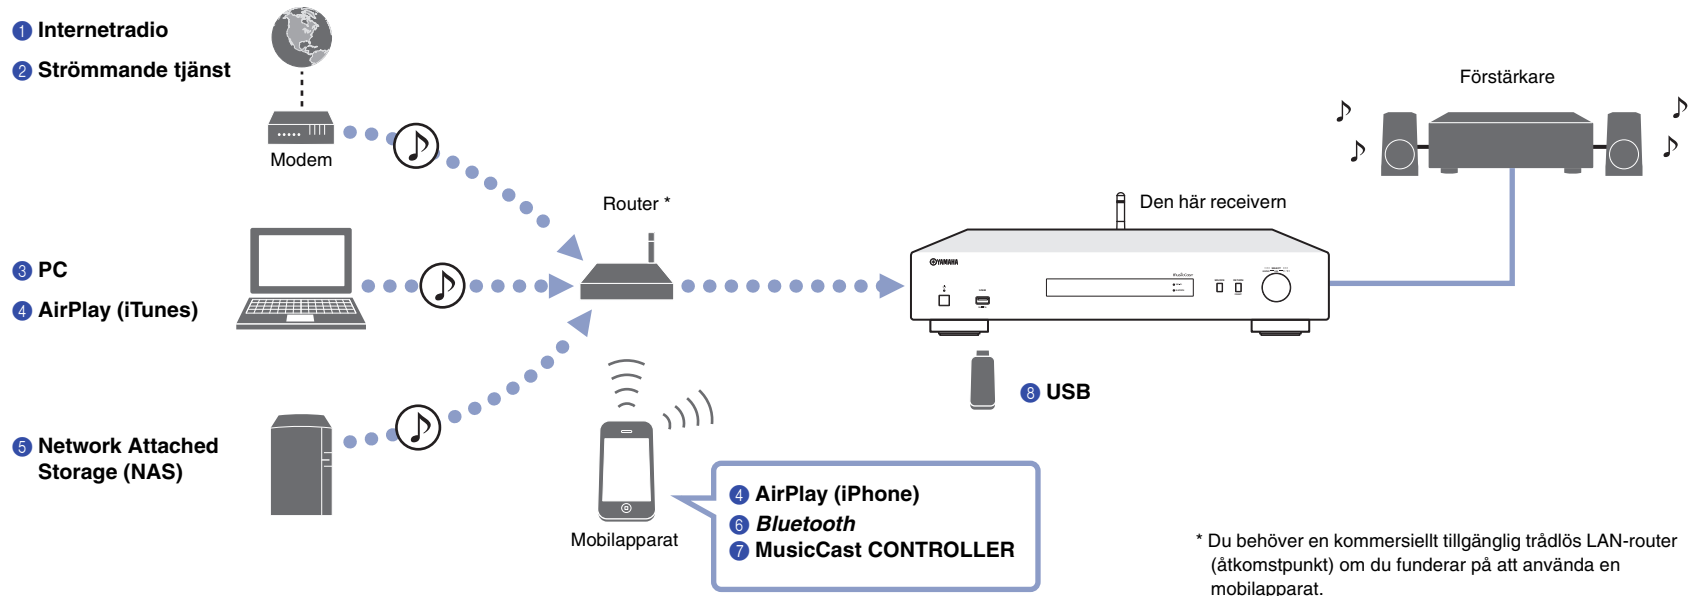 1 Internetradio
2 Strömmande tjänst
Modem
Förstärkare
Router *
Den här receivern
3 PC
4 AirPlay (iTunes)
YAMAHA
MusicCast
8 USB
5 Network Attached
Storage (NAS)
Mobilapparat
4 AirPlay (iPhone)
6 Bluetooth
7 MusicCast CONTROLLER
* Du behöver en kommersiellt tillgänglig trådlös LAN-router
(åtkomstpunkt) om du funderar på att använda en
mobilapparat.